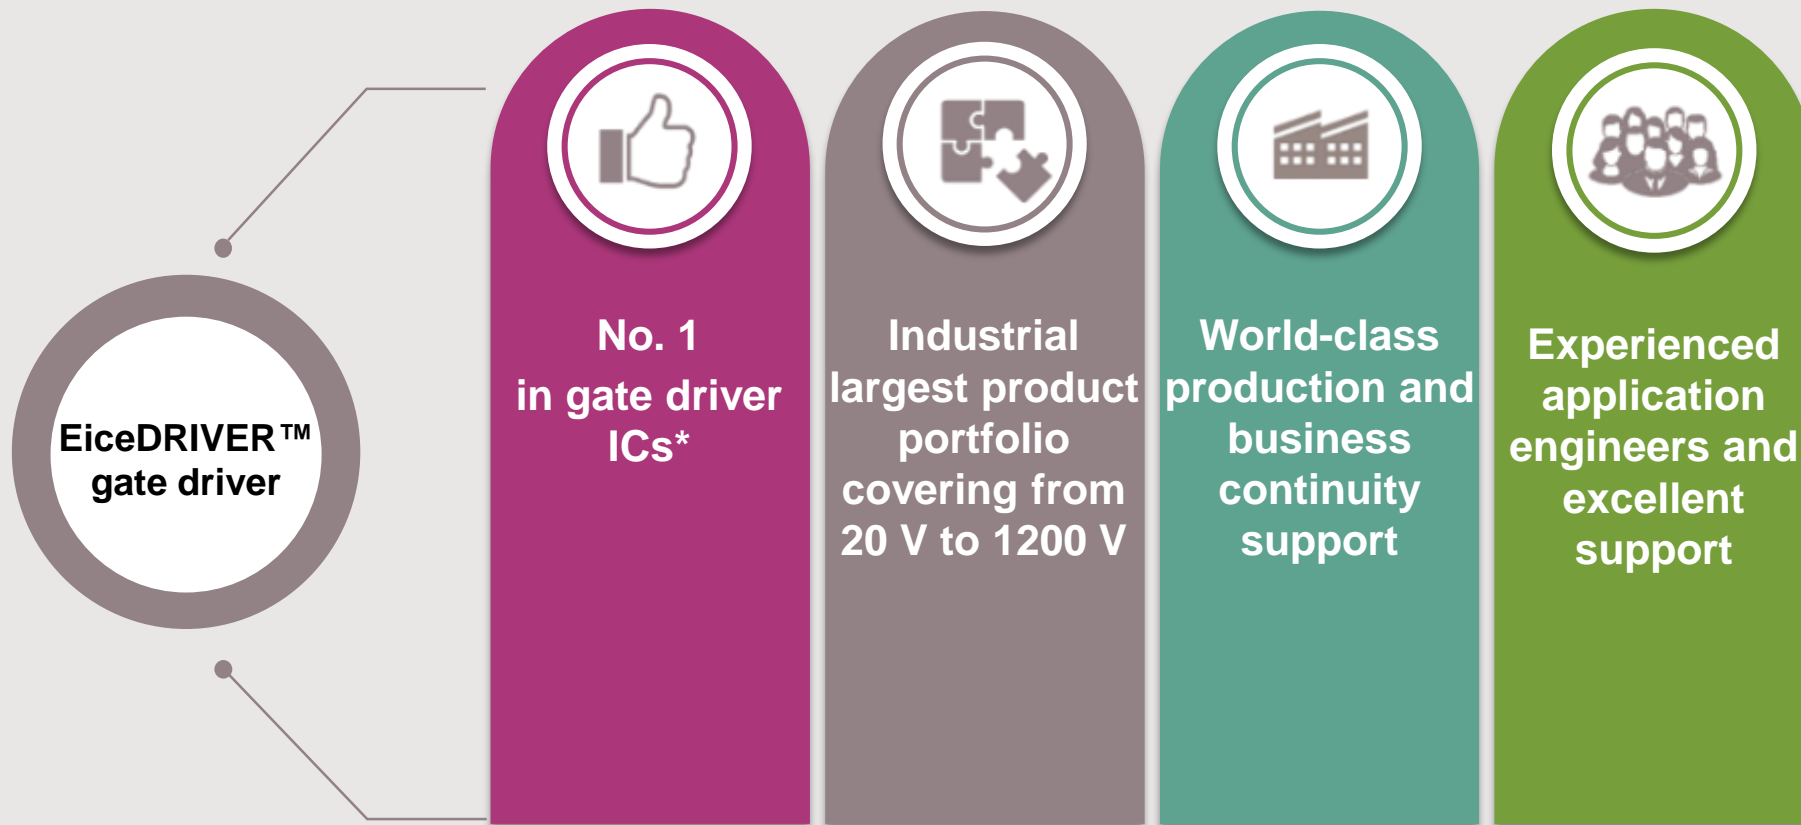 EiceDRIVER™
gate driver
No. 1
in gate driver
ICs*
Industrial
largest product
portfolio
covering from
20 V to 1200 V
World-class
production and
business
continuity
support
Experienced
application
engineers and
excellent
support